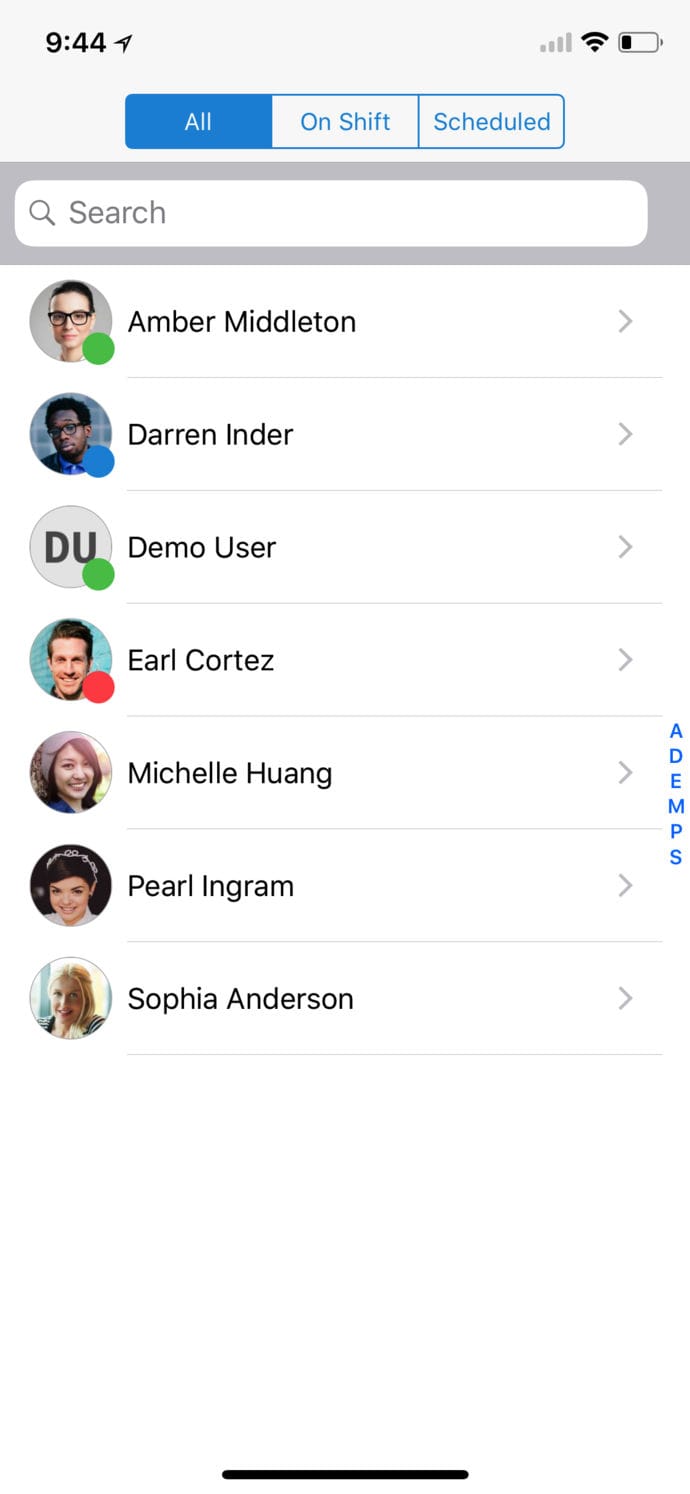 9:44
All On Shift Scheduled
Search
Amber Middleton
Darren Inder
DU Demo User
Earl Cortez
Michelle Huang
Pearl Ingram
Sophia Anderson
A
D
E
M
P
S